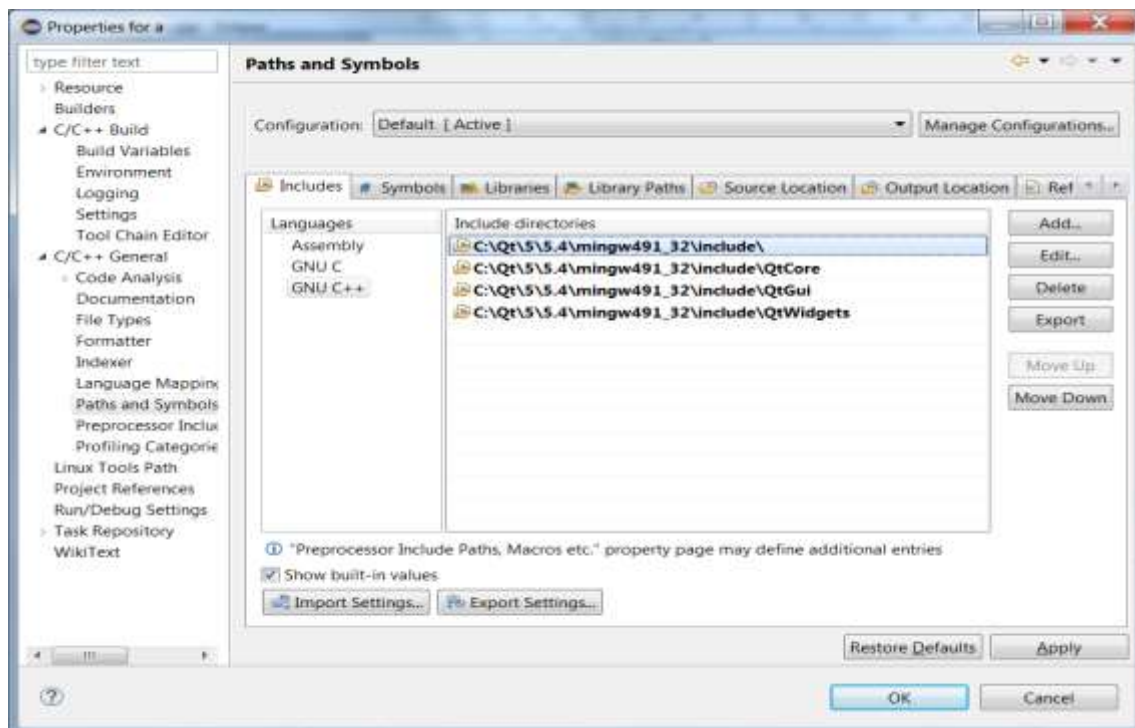 Properties for a
type filter text
Resource
Builders
C/C++ Build
Build Variables
Environment
Logging
Settings
Tool Chain Editor
C/C++ General
Code Analysis
Documentation
File Types
Formatter
Indexer
Language Mapping
Paths and Symbols
Preprocessor Inclu
Profiling Categorie
Linux Tools Path
Project References
Run/Debug Settings
Task Repository
WikiText
Paths and Symbols
Configuration: Default [ Active ] Manage Configurations...
Includes # Symbols Libraries Library Paths Source Location Output Location Ref
Languages
Assembly
GNU C
GNU C++
Include directories
C:\Qt\5\5.4\mingw491_32\include\
C:\Qt\5\5.4\mingw491_32\include\QtCore
C:\Qt\5\5.4\mingw491_32\include\QtGui
C:\Qt\5\5.4\mingw491_32\include\QtWidgets
Add...
Edit...
Delete
Export
Move Up
Move Down
"Preprocessor Include Paths, Macros etc." property page may define additional entries
Show built-in values
Import Settings... Export Settings...
Restore Defaults Apply
OK Cancel